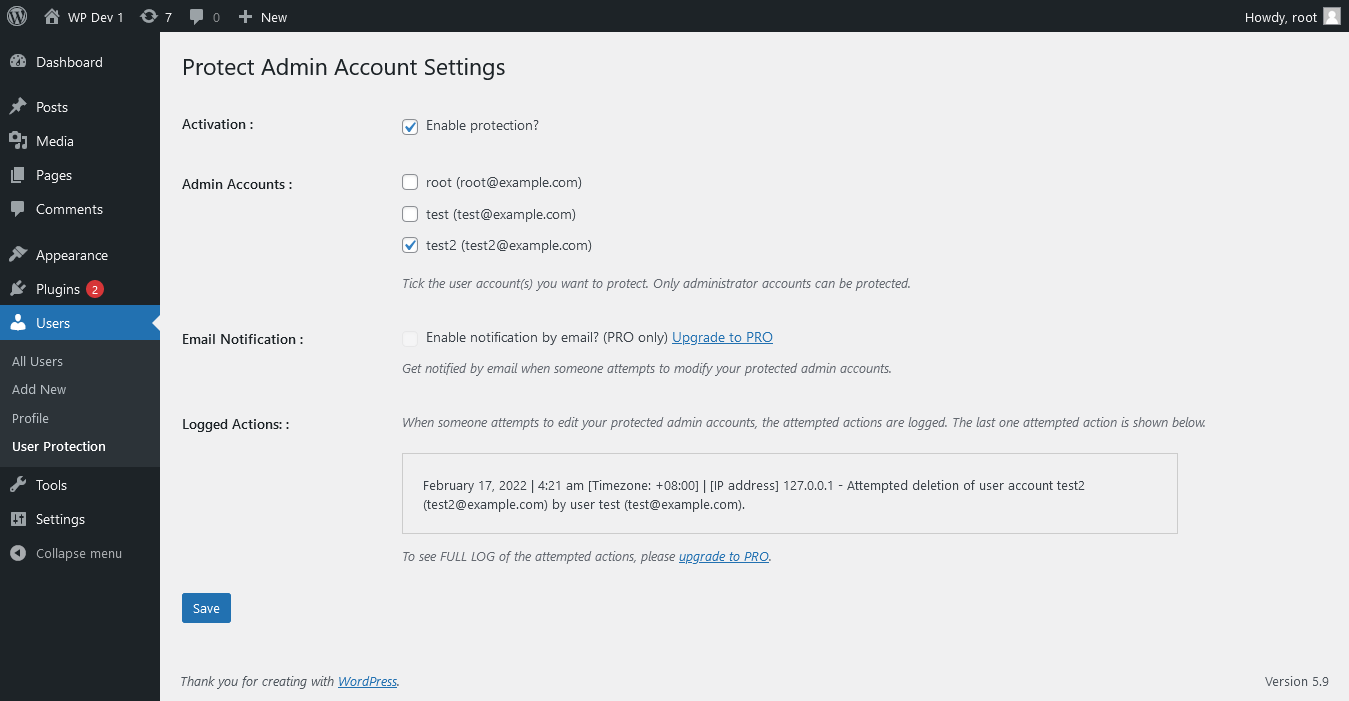 WP Dev 1
7
0
New
Howdy, root
Dashboard
Posts
Media
Pages
Comments
Appearance
Plugins 2
Users
All Users
Add New
Profile
User Protection
Tools
Settings
Collapse menu
Protect Admin Account Settings
Activation :
Enable protection?
Admin Accounts :
root (root@example.com)
test (test@example.com)
test2 (test2@example.com)
Tick the user account(s) you want to protect. Only administrator accounts can be protected.
Email Notification :
Enable notification by email? (PRO only) Upgrade to PRO
Get notified by email when someone attempts to modify your protected admin accounts.
Logged Actions: :
When someone attempts to edit your protected admin accounts, the attempted actions are logged. The last one attempted action is shown below.
February 17, 2022 | 4:21 am [Timezone: +08:00] | [IP address] 127.0.0.1 - Attempted deletion of user account test2
(test2@example.com) by user test (test@example.com).
To see FULL LOG of the attempted actions, please upgrade to PRO.
Save
Thank you for creating with WordPress.
Version 5.9